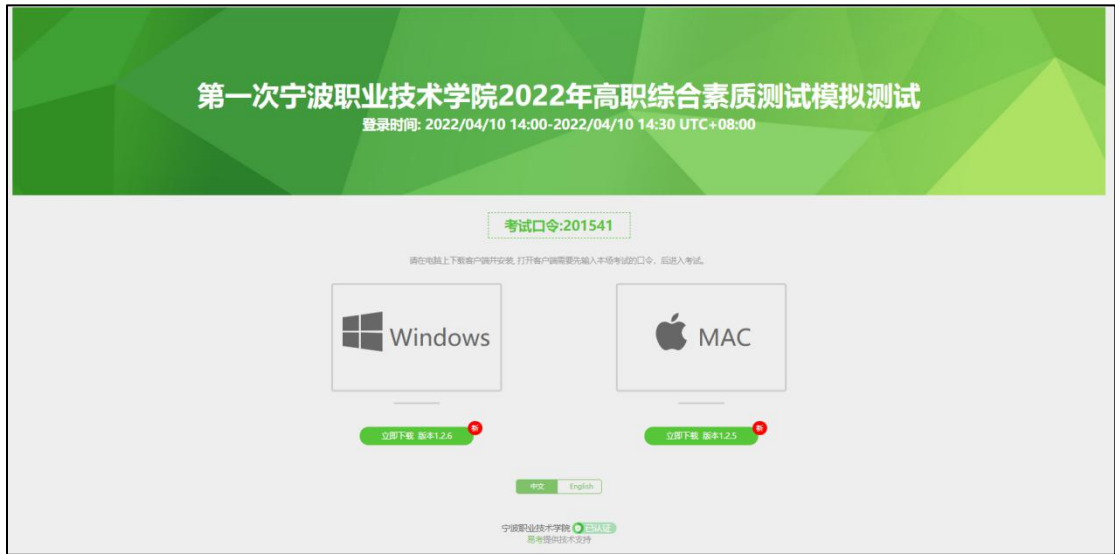 第一次宁波职业技术学院2022年高职综合素质测试模拟测试
登录时间: 2022/04/10 14:00-2022/04/10 14:30 UTC+08:00
考试口令:201541
请在电脑上下载客户端并安装, 打开客户端需要先输入本场考试的口令，后进入考试。
Windows
MAC
立即下载 版本1.2.6 新
立即下载 版本1.2.5 新
中文 English
宁波职业技术学院 已认证
易考提供技术支持